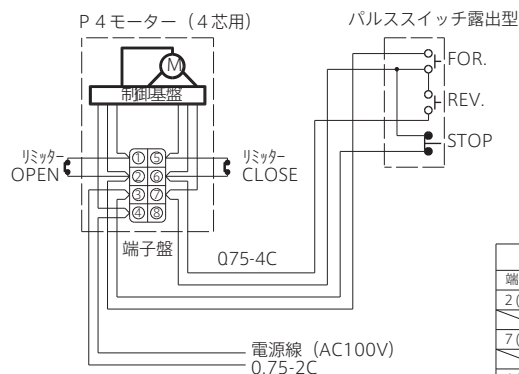 P4モーター（4芯用）
パルススイッチ露出型
M
制御基盤
FOR.
REV.
STOP
リミッター
OPEN
リミッター
CLOSE
①⑤
②⑥
③⑦
④⑧
端子盤
0.75-4C
電源線（AC100V）
0.75-2C
端
2(
7(